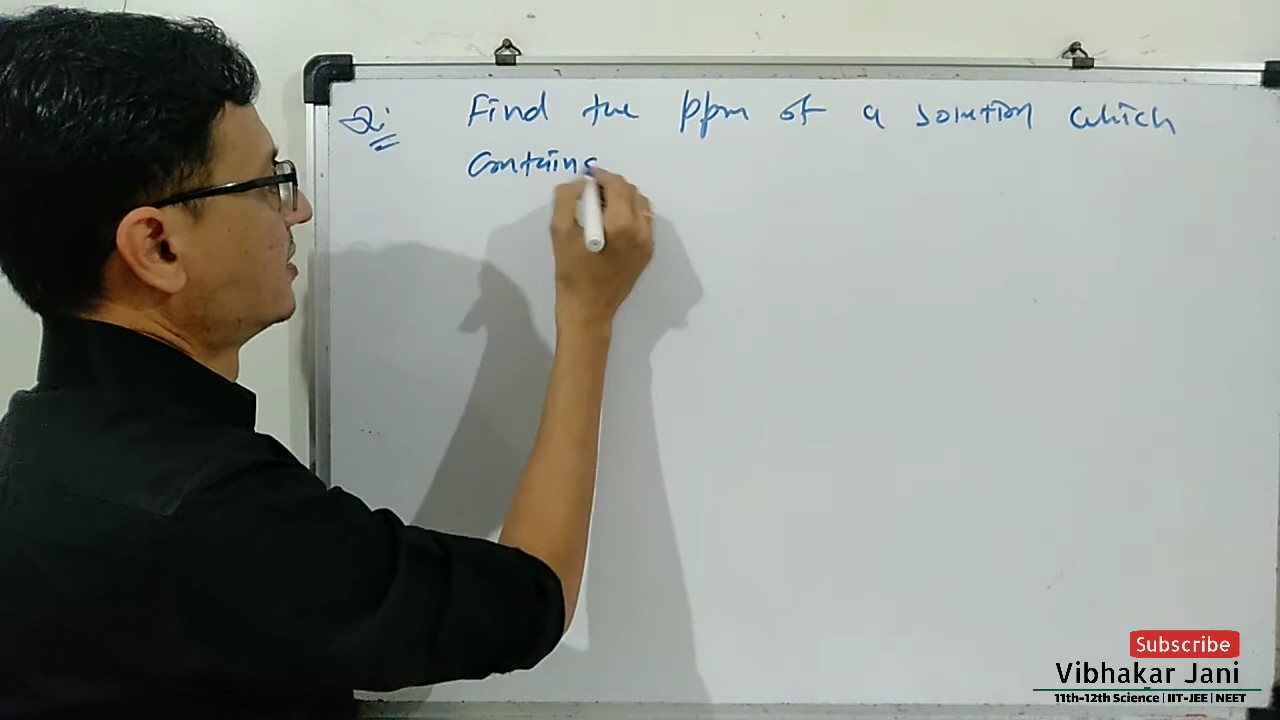 Q: Find the ppm of a solution which
contains
Subscribe
Vibhakar Jani
11th-12th Science | IIT-JEE | NEET